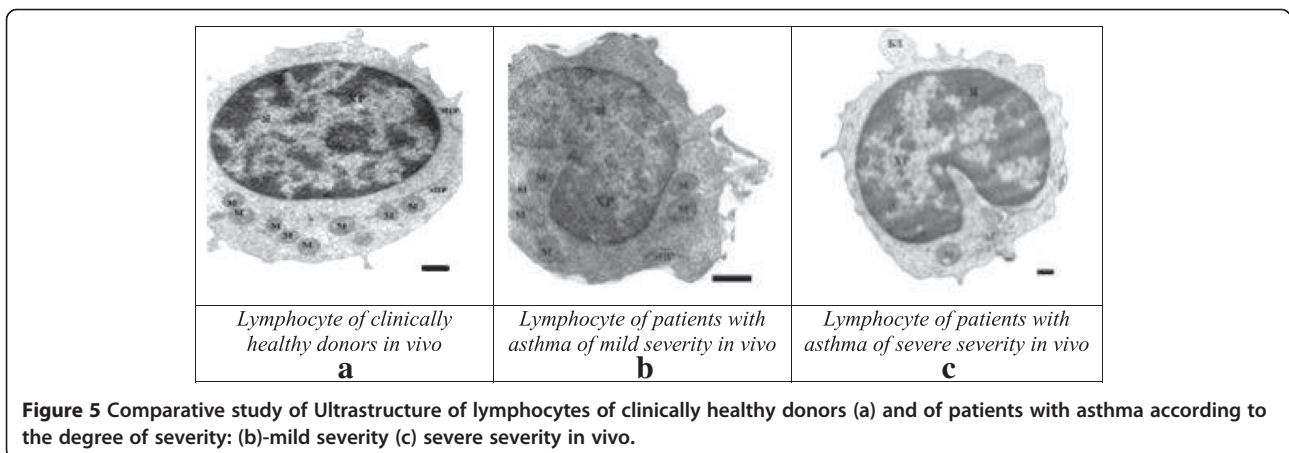 БЛ
M
M
M
M
M
M
M
M
M
M
M
M
M
Lymphocyte of clinically
healthy donors in vivo
a
Lymphocyte of patients with
asthma of mild severity in vivo
b
Lymphocyte of patients with
asthma of severe severity in vivo
c
Figure 5 Comparative study of Ultrastructure of lymphocytes of clinically healthy donors (a) and of patients with asthma according to
the degree of severity: (b)-mild severity (c) severe severity in vivo.